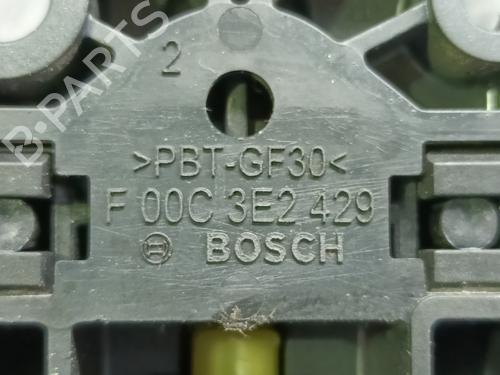 B-PARTS
2
>PBT-GF30<
F 00C 3E2 429
BOSCH